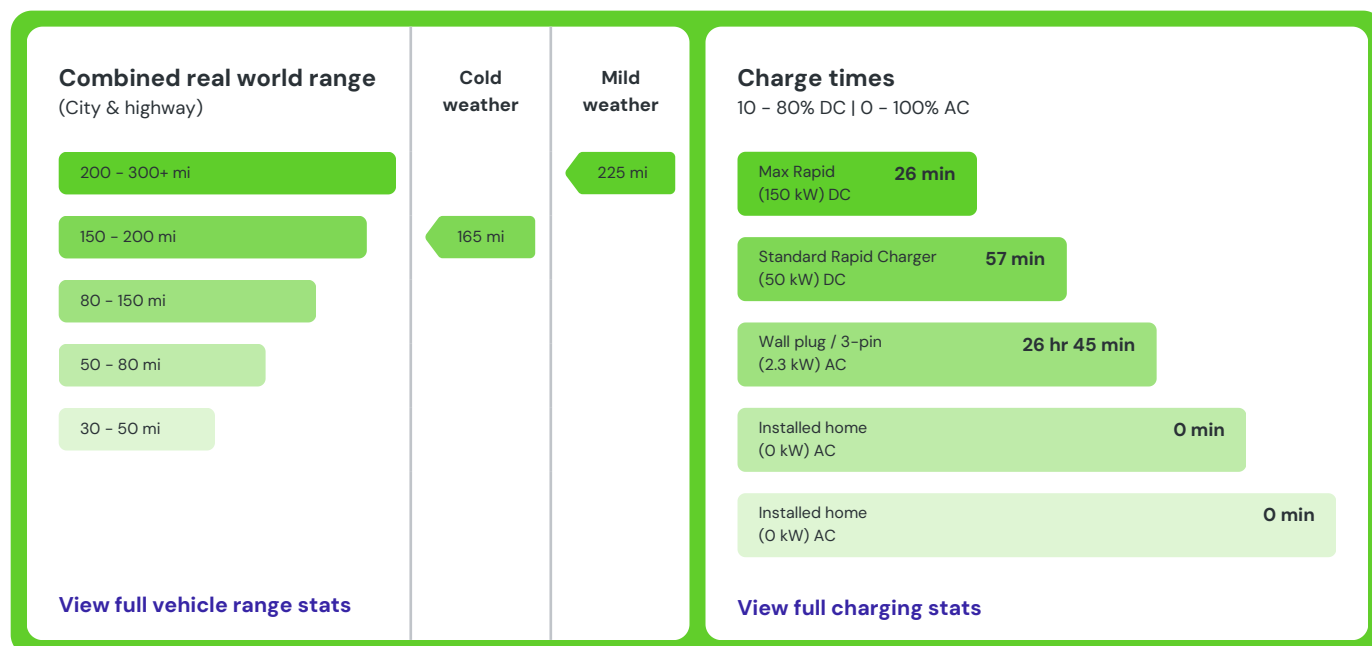 Combined real world range
(City & highway)
Cold
weather
Mild
weather
200 - 300+ mi
225 mi
150 - 200 mi
165 mi
80 - 150 mi
50 - 80 mi
30 - 50 mi
View full vehicle range stats
Charge times
10 - 80% DC | 0 - 100% AC
Max Rapid
(150 kW) DC
26 min
Standard Rapid Charger
(50 kW) DC
57 min
Wall plug / 3-pin
(2.3 kW) AC
26 hr 45 min
Installed home
(0 kW) AC
0 min
Installed home
(0 kW) AC
0 min
View full charging stats